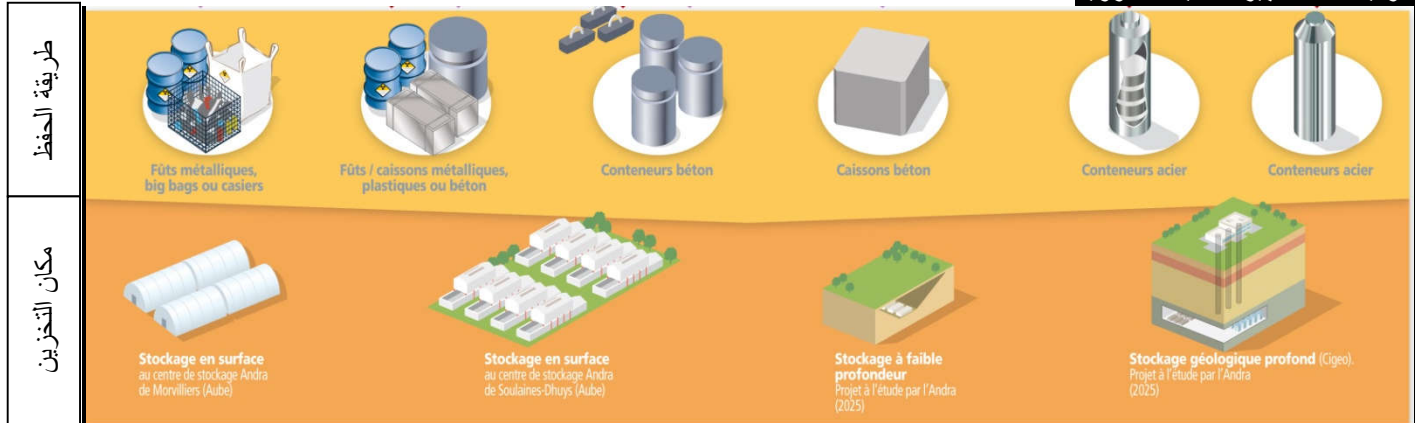 طريقة الحفظ
Fûts métalliques,
big bags ou casiers
Fûts / caissons métalliques,
plastiques ou béton
Conteneurs béton
Caissons béton
Conteneurs acier
Conteneurs acier
مكان التخزين
Stockage en surface
au centre de stockage Andra
de Morvilliers (Aube)
Stockage en surface
au centre de stockage Andra
de Soulaines-Dhuys (Aube)
Stockage à faible
profondeur
Projet à l'étude par l'Andra
(2025)
Stockage géologique profond (Cigeo).
Projet à l'étude par l'Andra
(2025)